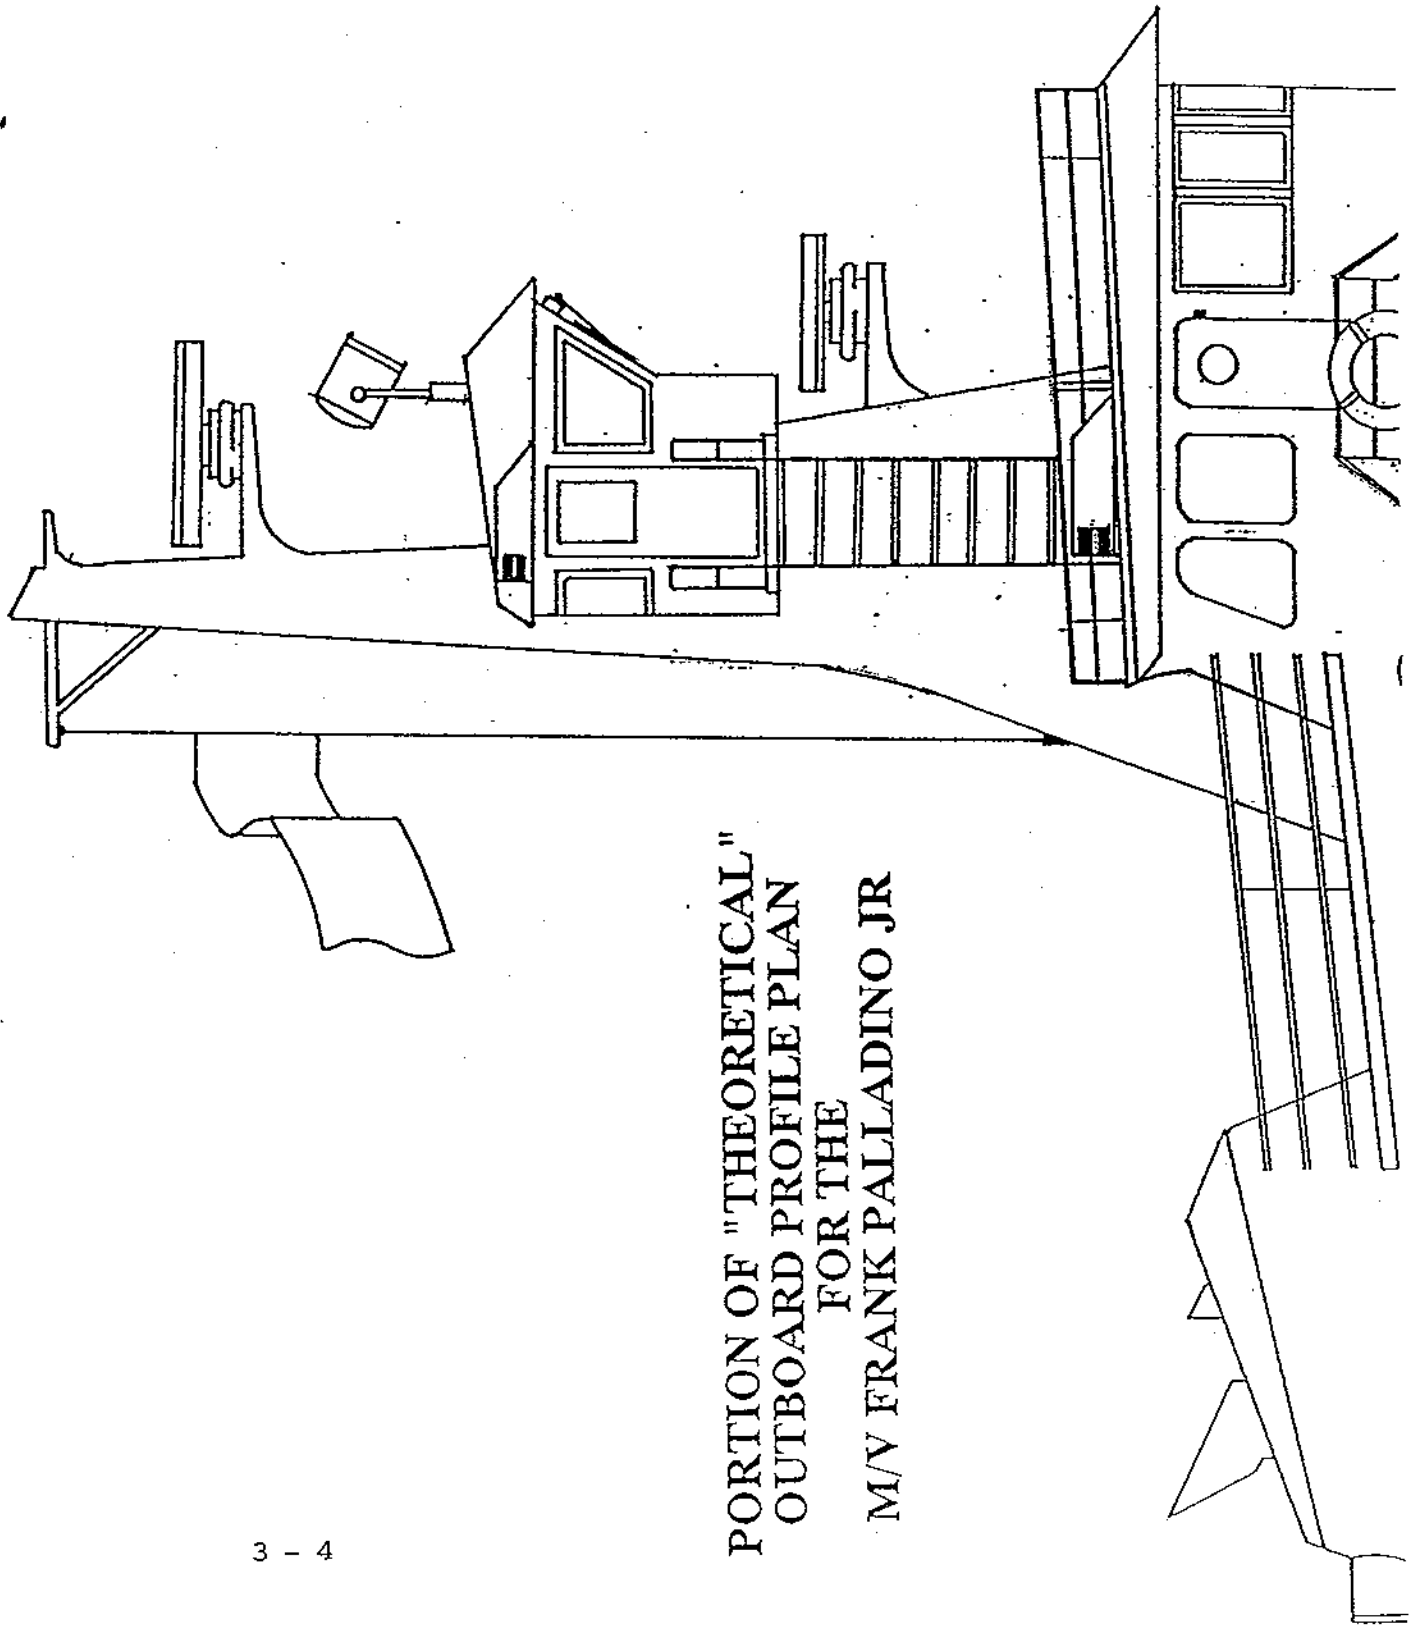 PORTION OF "THEORETICAL"
OUTBOARD PROFILE PLAN
FOR THE
M/V FRANK PALLADINO JR
3 - 4